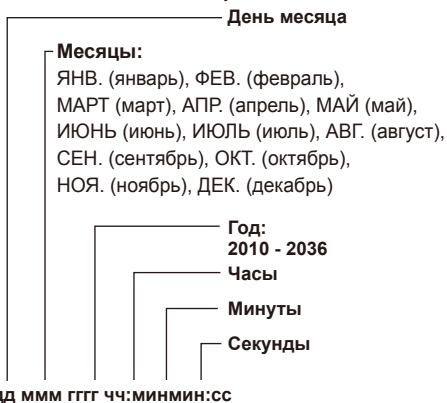 День месяца
Месяцы:
ЯНВ. (январь), ФЕВ. (февраль),
МАРТ (март), АПР. (апрель), МАЙ (май),
ИЮНЬ (июнь), ИЮЛЬ (июль), АВГ. (август),
СЕН. (сентябрь), ОКТ. (октябрь),
НОЯ. (ноябрь), ДЕК. (декабрь)
Год:
2010 - 2036
Часы
Минуты
Секунды
дд ммм гггг чч:минмин:сс